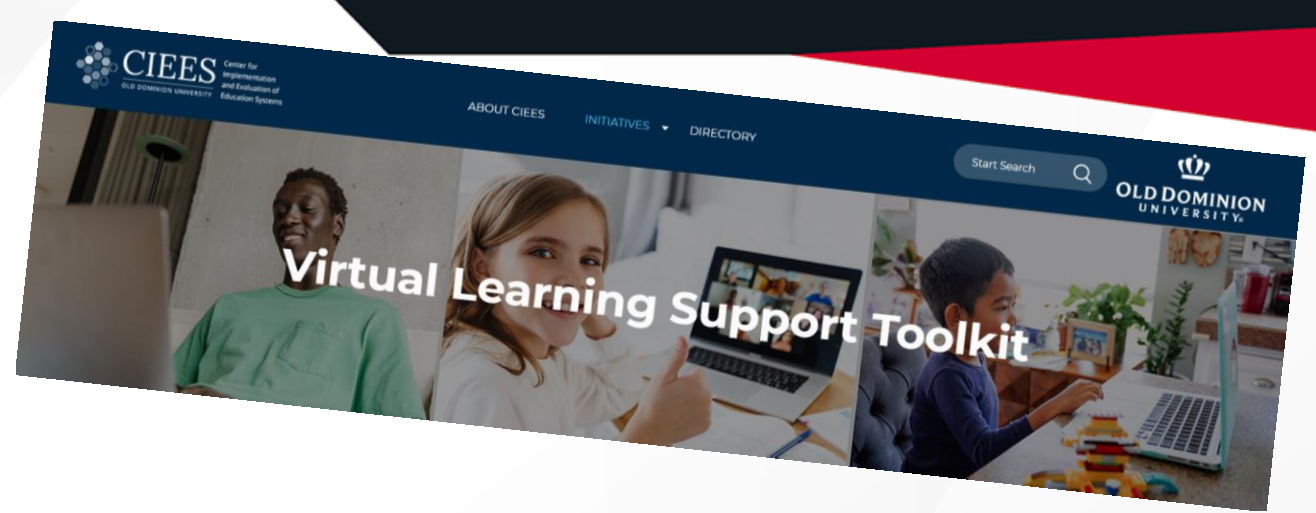 CIEES
OLD DOMINION UNIVERSITY
Center for
Implementation
and Evaluation of
Education Systems
ABOUT CIEES
INITIATIVES
DIRECTORY
Start Search
OLD DOMINION
UNIVERSITY®
Virtual Learning Support Toolkit